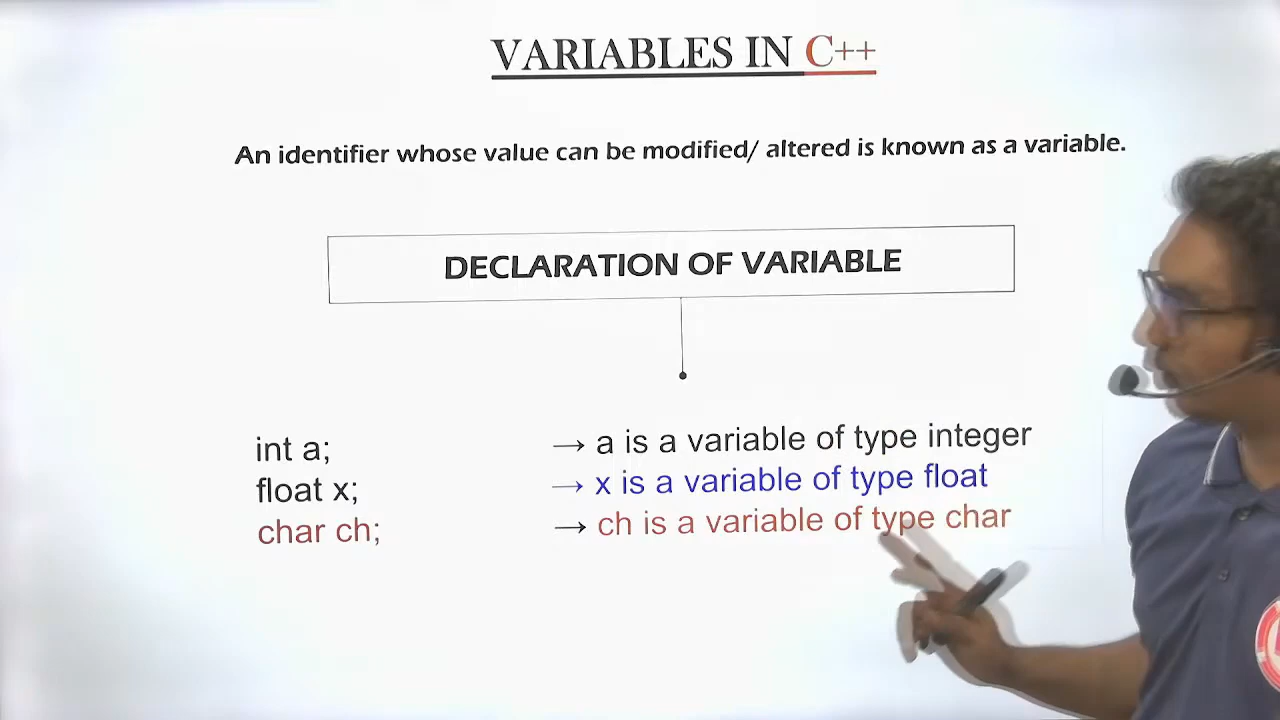 VARIABLES IN C++
An identifier whose value can be modified/ altered is known as a variable.
DECLARATION OF VARIABLE
int a; → a is a variable of type integer
float x; → x is a variable of type float
char ch; → ch is a variable of type char